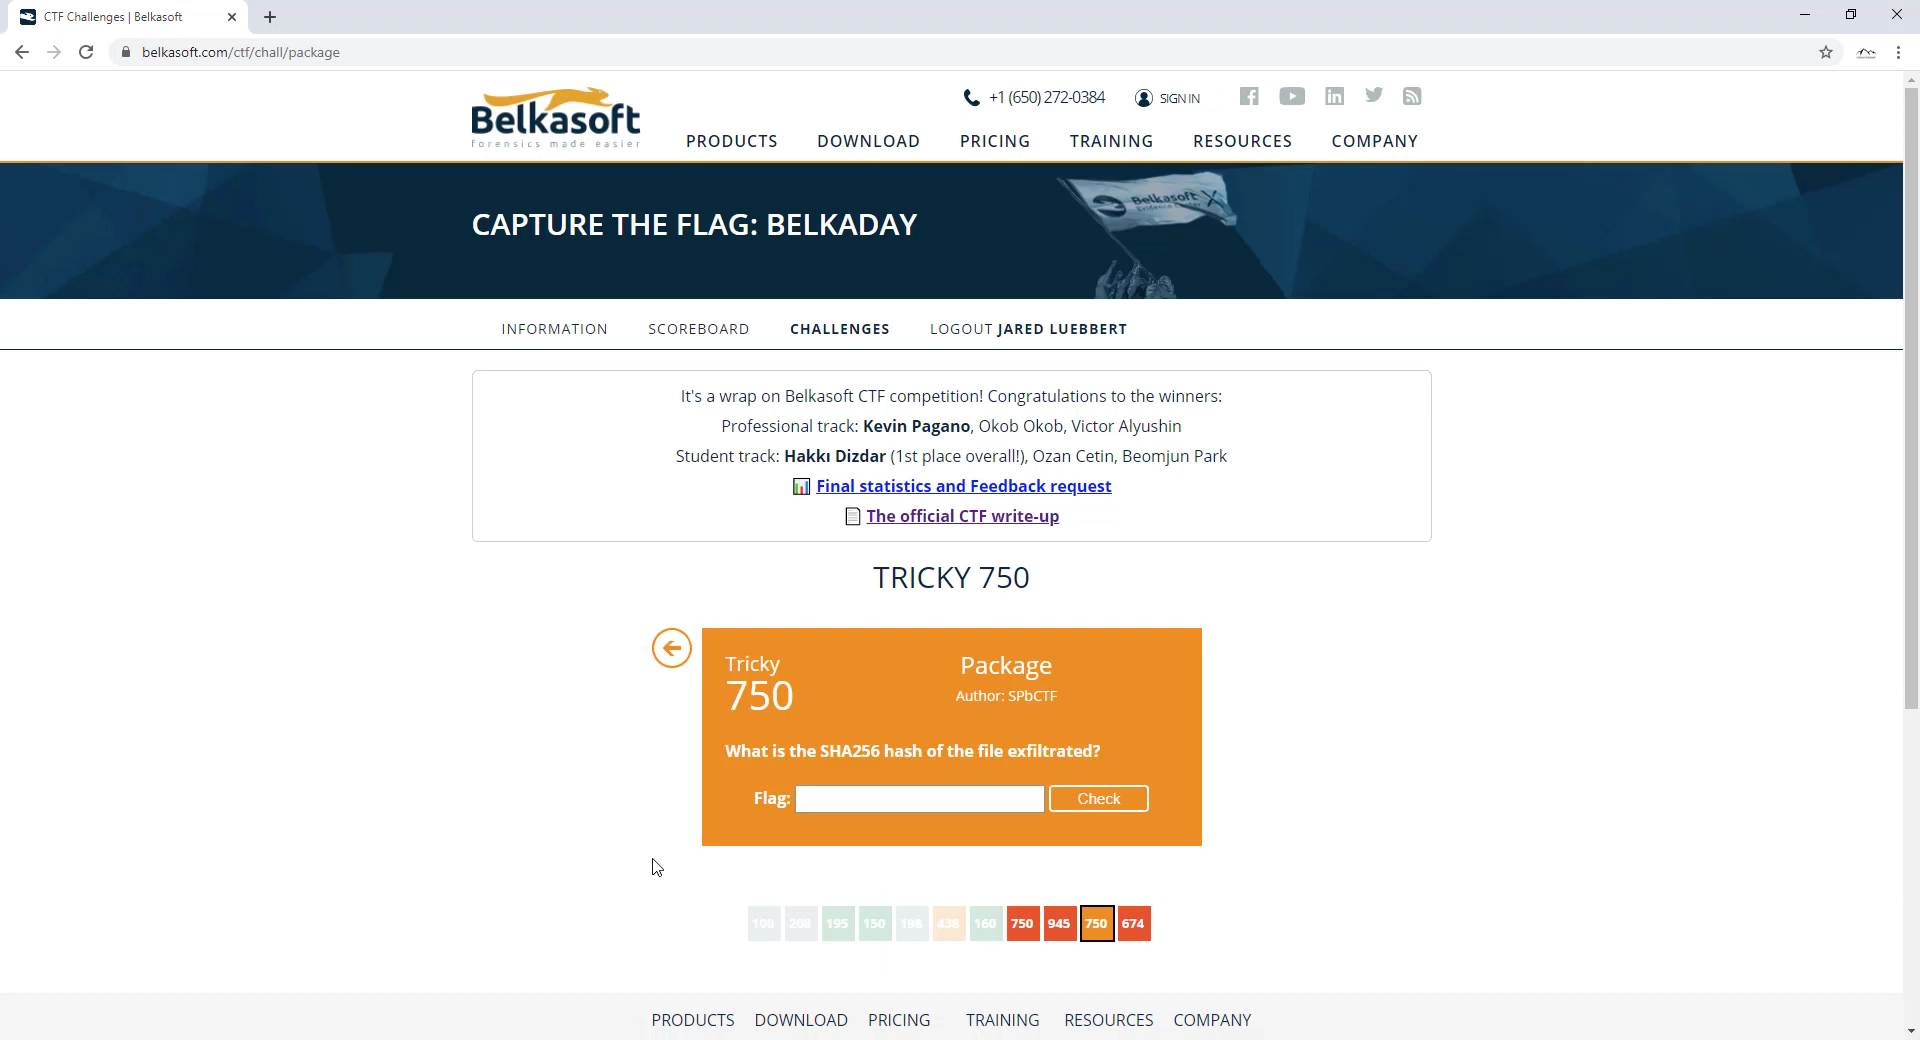 CTF Challenges | Belkasoft
belkasoft.com/ctf/chall/package
+1 (650) 272-0384 SIGN IN
Belkasoft
forensics made easier
PRODUCTS DOWNLOAD PRICING TRAINING RESOURCES COMPANY
Belkasoft X
CAPTURE THE FLAG: BELKADAY
INFORMATION SCOREBOARD CHALLENGES LOGOUT JARED LUEBBERT
It's a wrap on Belkasoft CTF competition! Congratulations to the winners:
Professional track: Kevin Pagano, Okob Okob, Victor Alyushin
Student track: Hakkı Dizdar (1st place overall!), Ozan Cetin, Beomjun Park
Final statistics and Feedback request
The official CTF write-up
TRICKY 750
Tricky Package
750 Author: SPbCTF
What is the SHA256 hash of the file exfiltrated?
Flag: Check
100 208 195 150 198 438 160 750 945 750 674
PRODUCTS DOWNLOAD PRICING TRAINING RESOURCES COMPANY